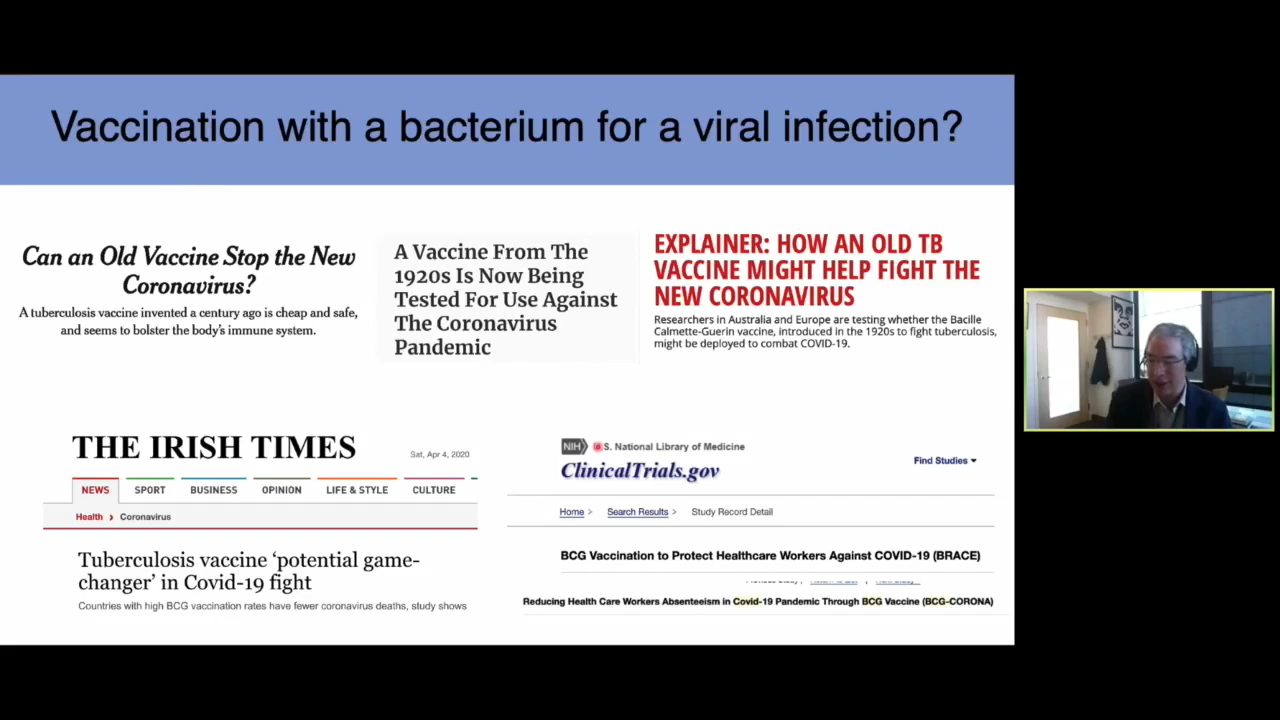 Vaccination with a bacterium for a viral infection?
Can an Old Vaccine Stop the New
Coronavirus?
A tuberculosis vaccine invented a century ago is cheap and safe,
and seems to bolster the body's immune system.
A Vaccine From The
1920s Is Now Being
Tested For Use Against
The Coronavirus
Pandemic
EXPLAINER: HOW AN OLD TB
VACCINE MIGHT HELP FIGHT THE
NEW CORONAVIRUS
Researchers in Australia and Europe are testing whether the Bacille
Calmette-Guerin vaccine, introduced in the 1920s to fight tuberculosis,
might be deployed to combat COVID-19.
THE IRISH TIMES
Sat, Apr 4, 2020
NEWS SPORT BUSINESS OPINION LIFE & STYLE CULTURE
Health › Coronavirus
Tuberculosis vaccine ‘potential game-
changer’ in Covid-19 fight
Countries with high BCG vaccination rates have fewer coronavirus deaths, study shows
NIH S. National Library of Medicine
ClinicalTrials.gov
Find Studies
Home > Search Results > Study Record Detail
BCG Vaccination to Protect Healthcare Workers Against COVID-19 (BRACE)
Reducing Health Care Workers Absenteeism in Covid-19 Pandemic Through BCG Vaccine (BCG-CORONA)